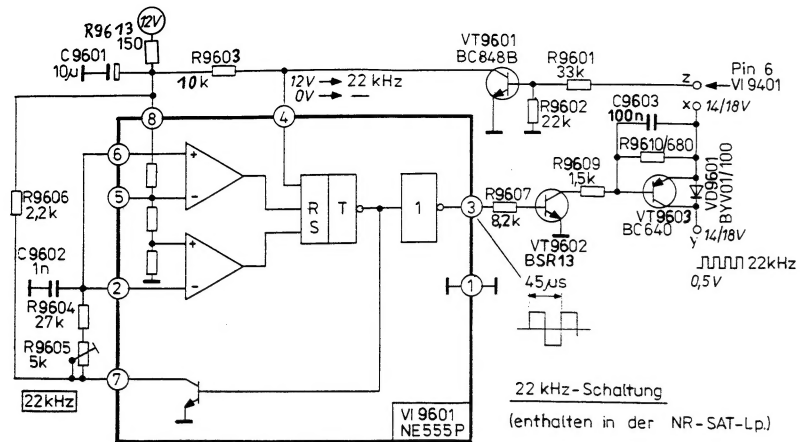 R9613
150
12V
C9601
10µ
R9603
10k
12V → 22 kHz
0V → —
VT9601
BC848B
R9601
33k
R9602
22k
z
Pin 6
VI 9401
x
14/18V
C9603
100n
R9610/680
R9609
1,5k
VD9601
BYV01/100
VT9603
BC640
y
14/18V
22kHz
0,5V
8
4
6
5
+
−
R
S
T
1
3
R9607
8,2k
VT9602
BSR13
R9606
2,2k
C9602
1n
2
+
−
R9604
27k
R9605
5k
7
22kHz
1
45µs
VI 9601
NE555P
22 kHz-Schaltung
(enthalten in der NR-SAT-Lp.)